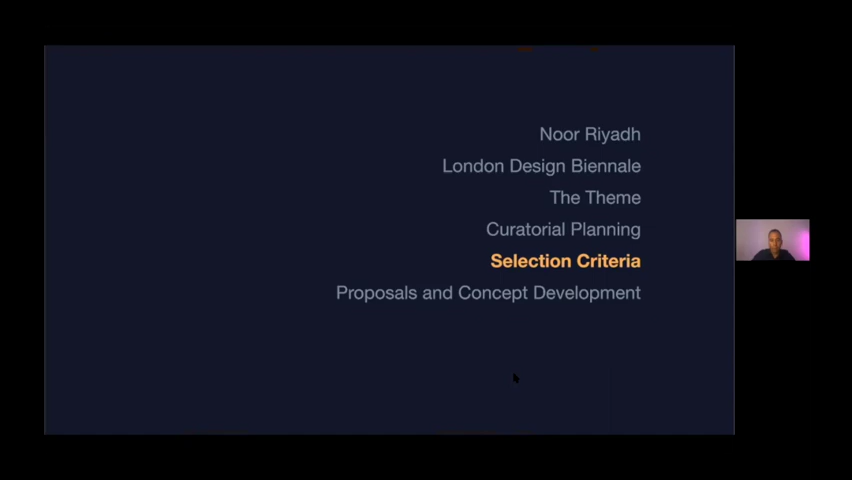 Noor Riyadh
London Design Biennale
The Theme
Curatorial Planning
Selection Criteria
Proposals and Concept Development